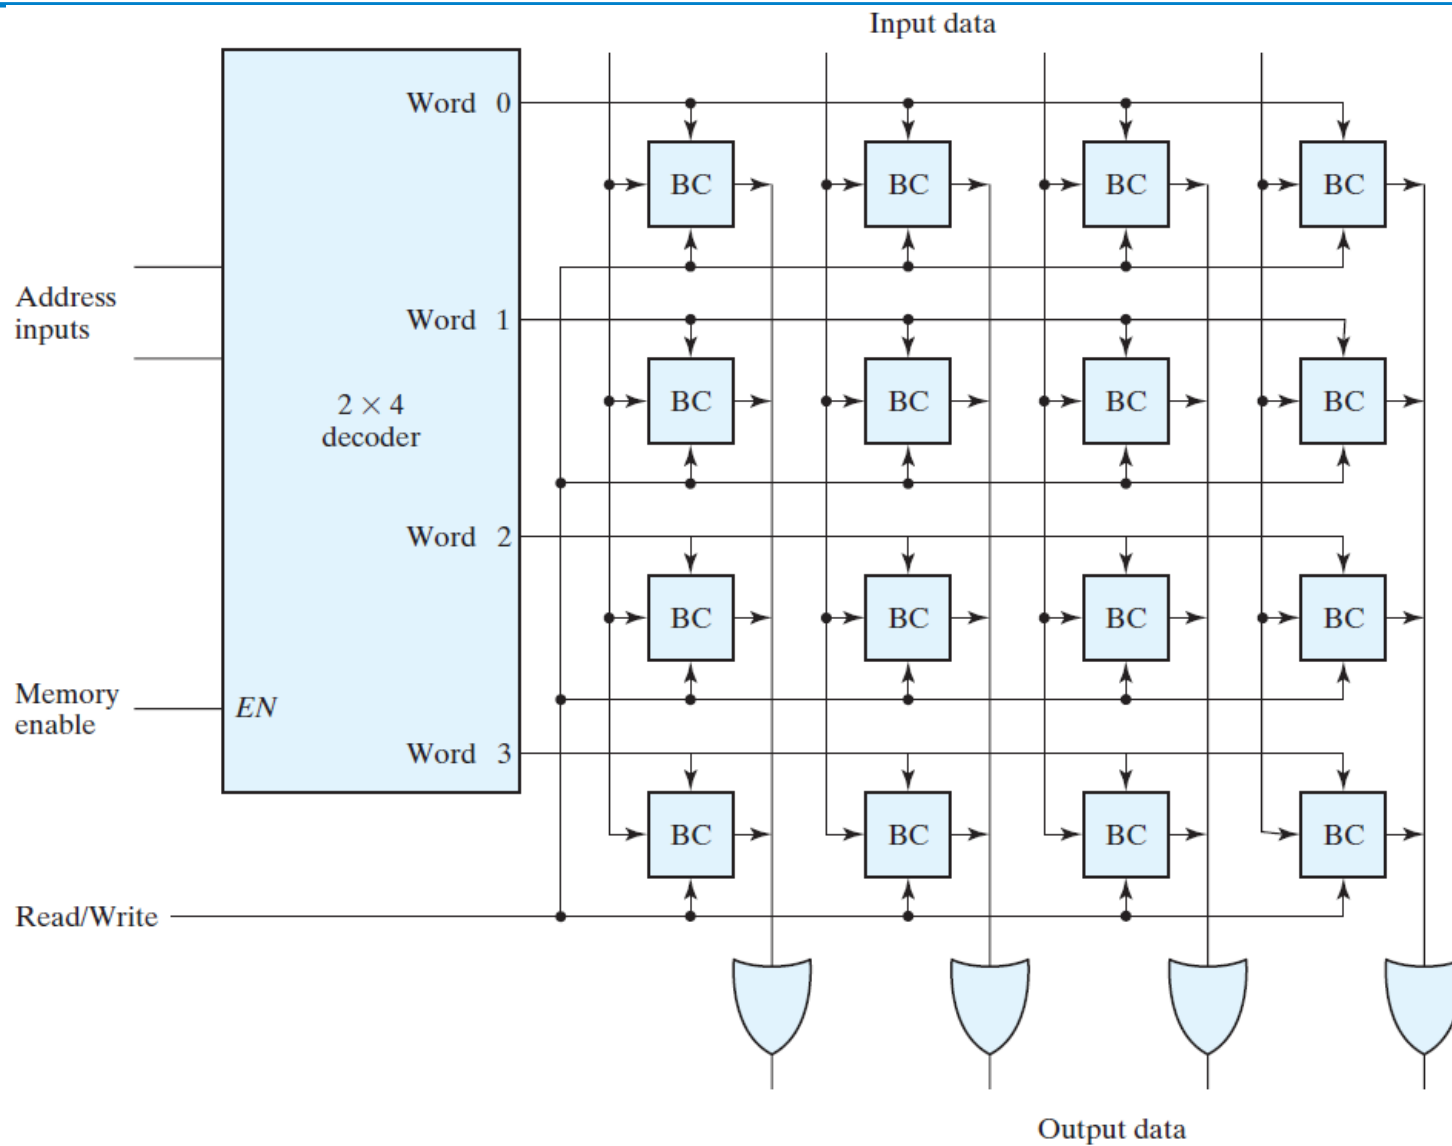 Input data
Word 0
BC BC BC BC
Address
inputs
Word 1
2 × 4
decoder
BC BC BC BC
Word 2
BC BC BC BC
Memory
enable
EN
Word 3
BC BC BC BC
Read/Write
Output data